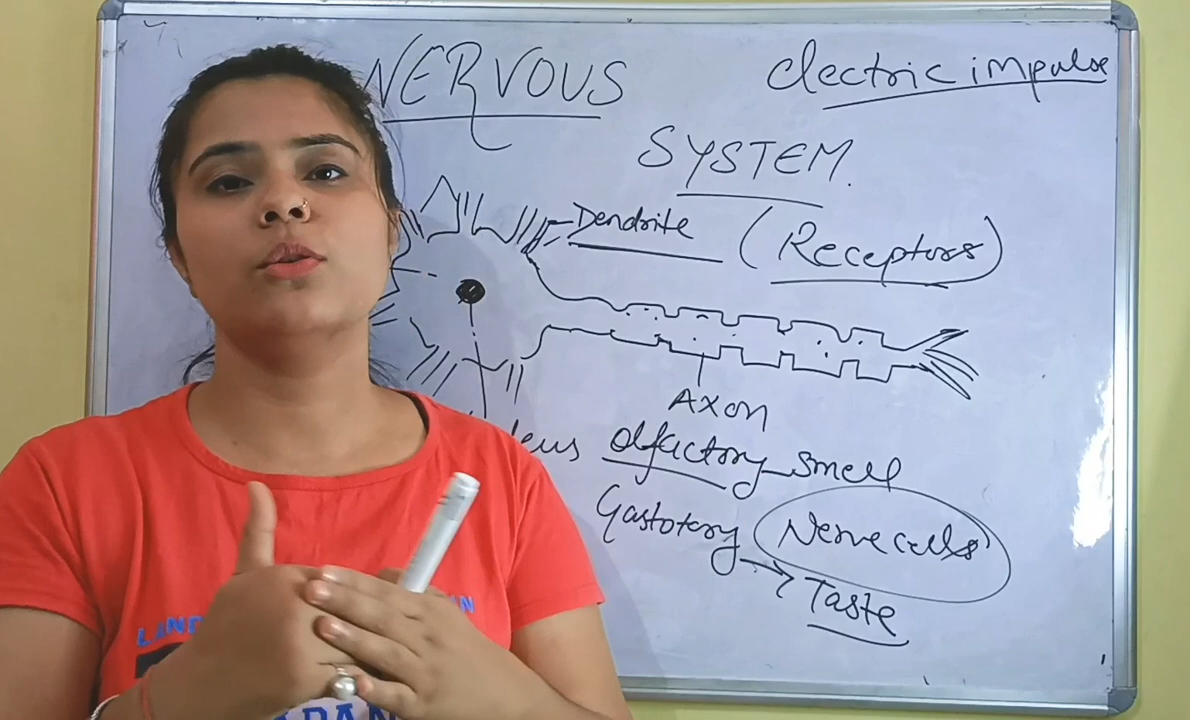 NERVOUS
electric impulse
SYSTEM.
Dendrite (Receptors)
Axon
olfactory smell
Gastotory
Nerve cells
Taste